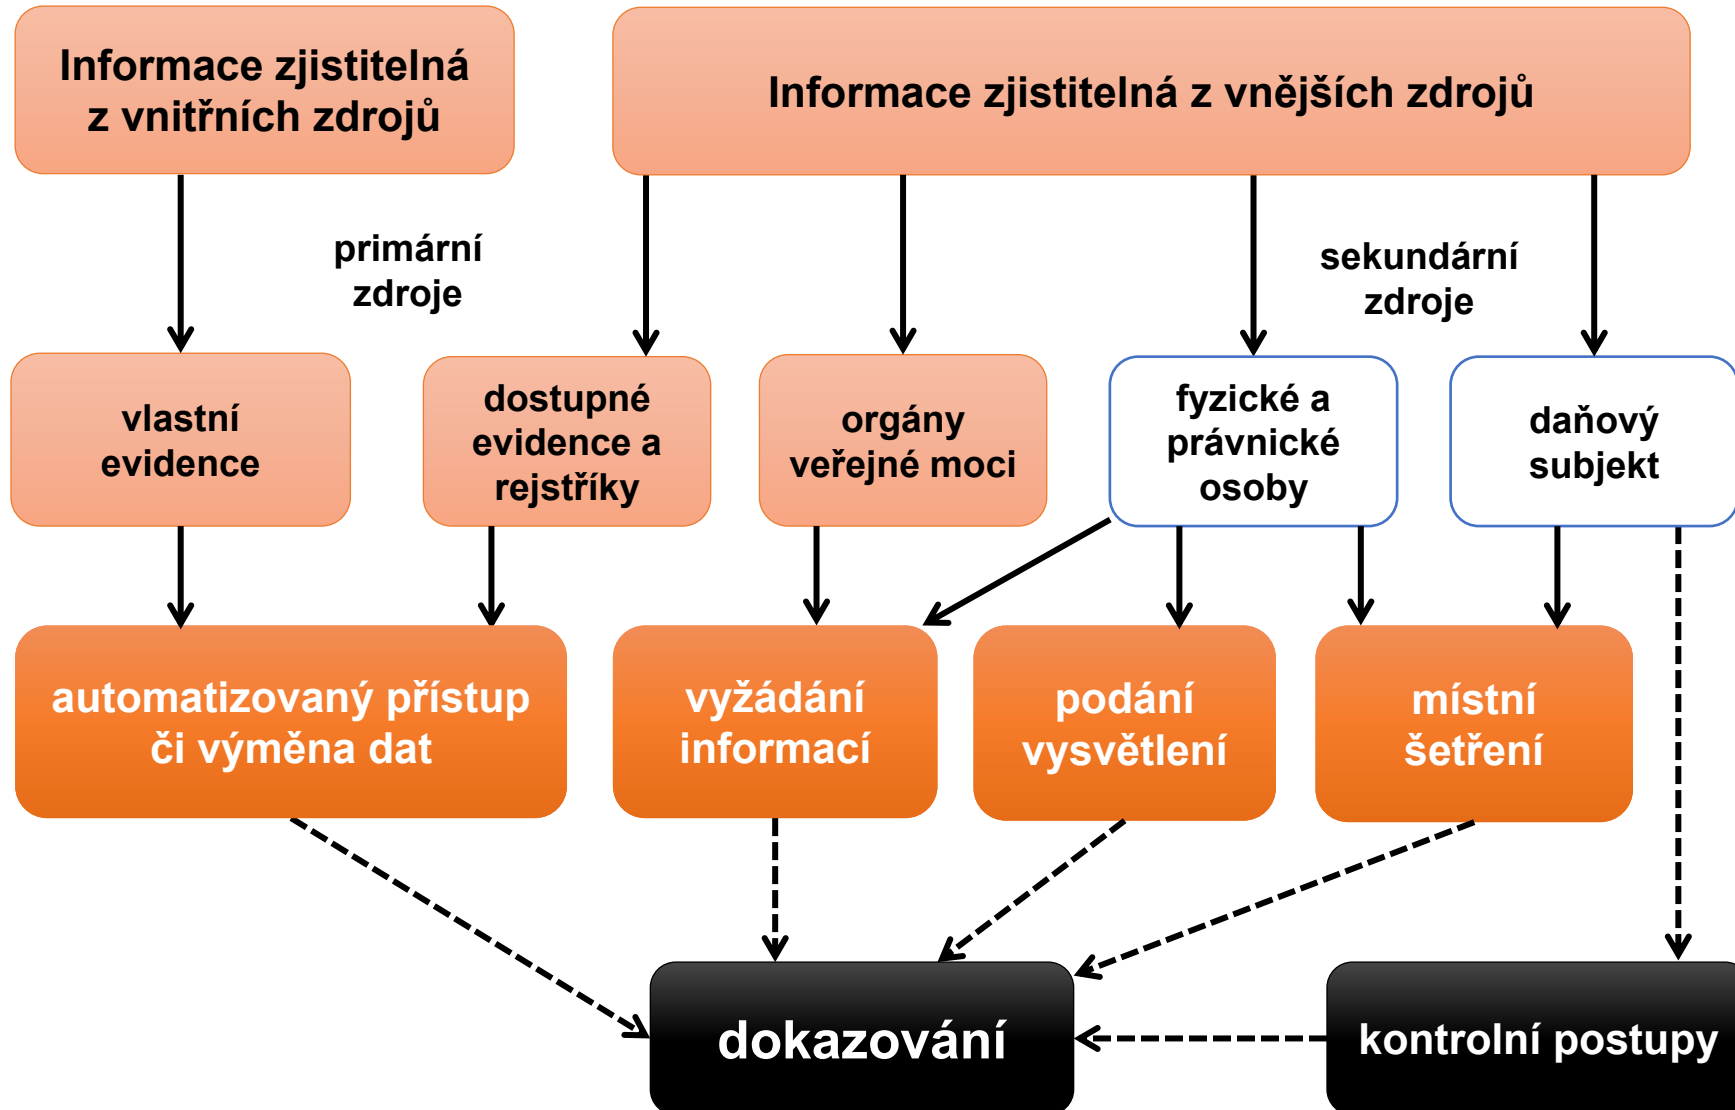 Informace zjistitelná
z vnitřních zdrojů
Informace zjistitelná z vnějších zdrojů
primární
zdroje
sekundární
zdroje
vlastní
evidence
dostupné
evidence a
rejstříky
orgány
veřejné moci
fyzické a
právnické
osoby
daňový
subjekt
automatizovaný přístup
či výměna dat
vyžádání
informací
podání
vysvětlení
místní
šetření
dokazování
kontrolní postupy